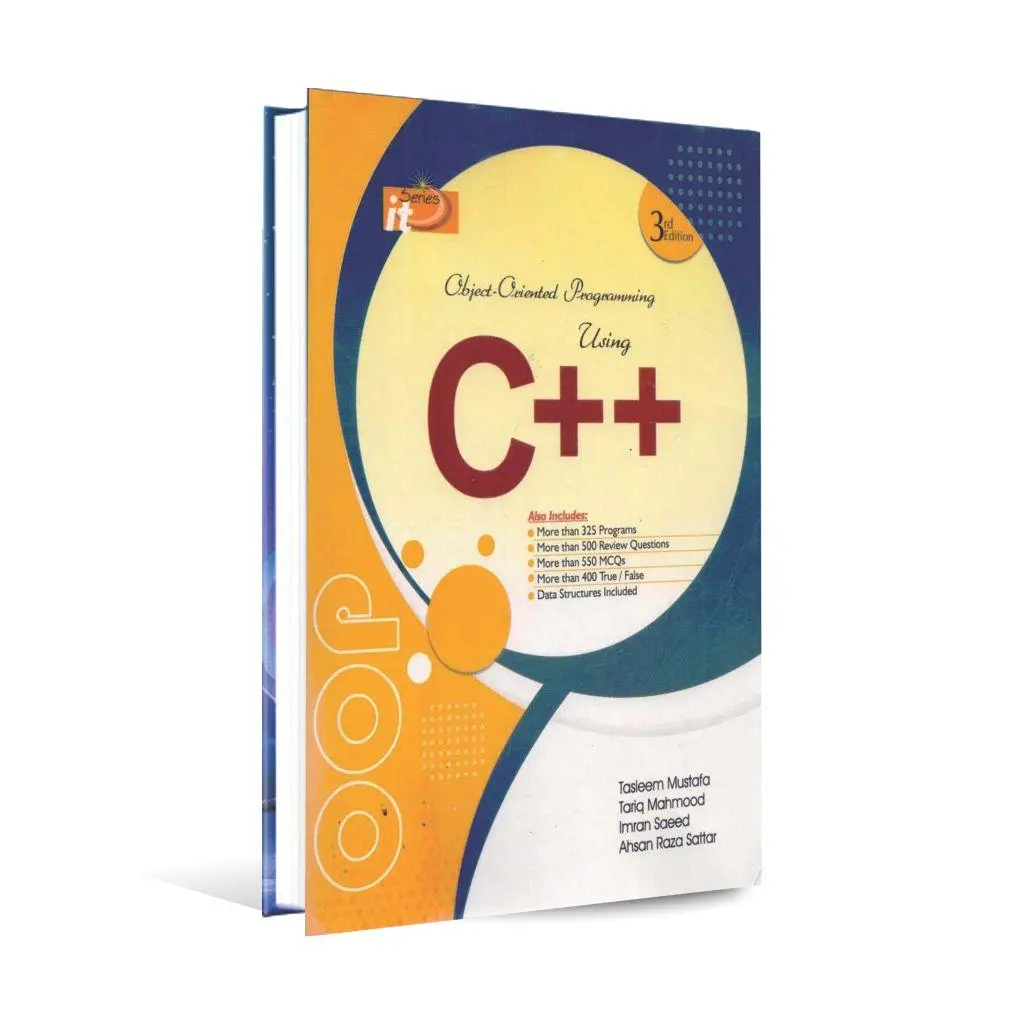 it Series
3rd
Edition
Object-Oriented Programming
Using
C++
Also Includes:
More than 325 Programs
More than 500 Review Questions
More than 550 MCQs
More than 400 True / False
Data Structures Included
OOP
Tasleem Mustafa
Tariq Mahmood
Imran Saeed
Ahsan Raza Sattar